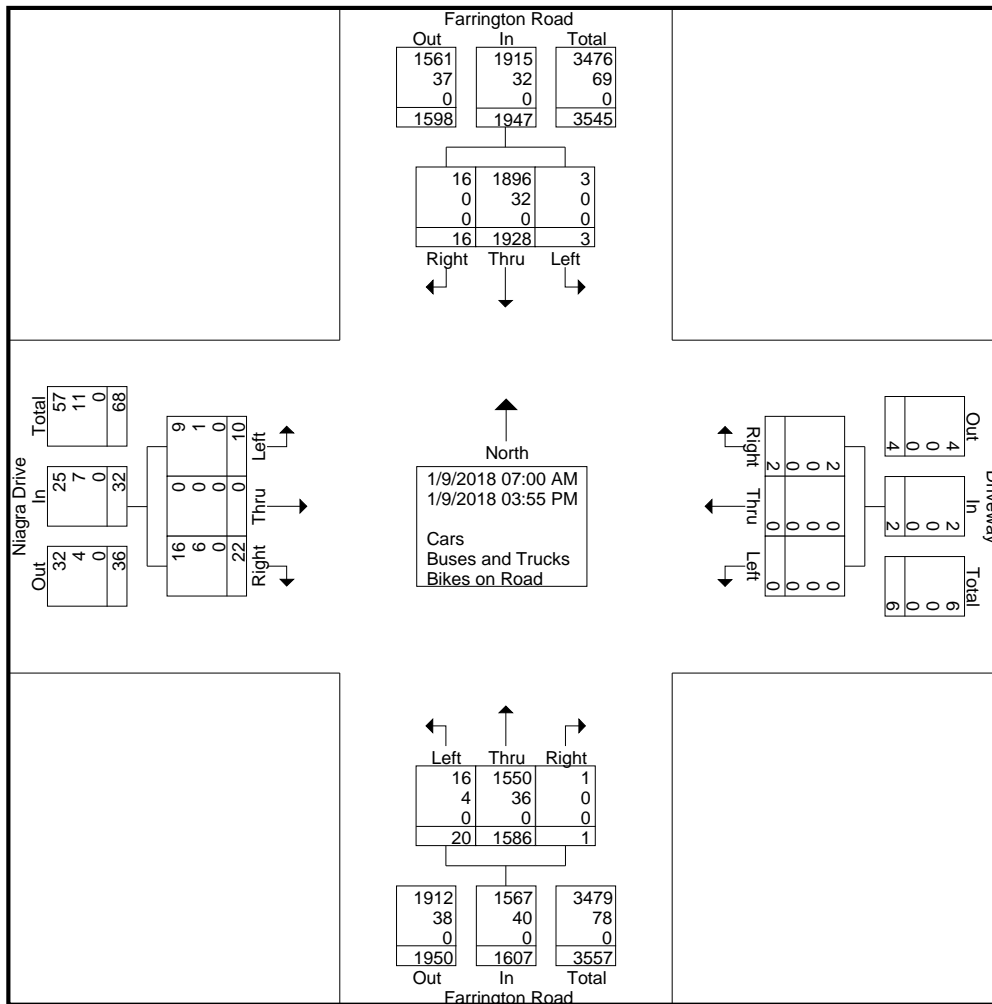 Farrington Road
Out In Total
1561 1915 3476
37 32 69
0 0 0
1598 1947 3545
16 1896 3
0 32 0
0 0 0
16 1928 3
Right Thru Left
Niagra Drive
Total
57
11
0
68
In
25
7
0
32
Out
32
4
0
36
9
1
0
10
Left
0
0
0
0
Thru
16
6
0
22
Right
North
1/9/2018 07:00 AM
1/9/2018 03:55 PM
Cars
Buses and Trucks
Bikes on Road
Right
2
0
0
2
Thru
0
0
0
0
Left
0
0
0
0
Out
4
0
0
4
In
2
0
0
2
Total
6
0
0
6
Driveway
Left Thru Right
16 1550 1
4 36 0
0 0 0
20 1586 1
1912 1567 3479
38 40 78
0 0 0
1950 1607 3557
Out In Total
Farrington Road